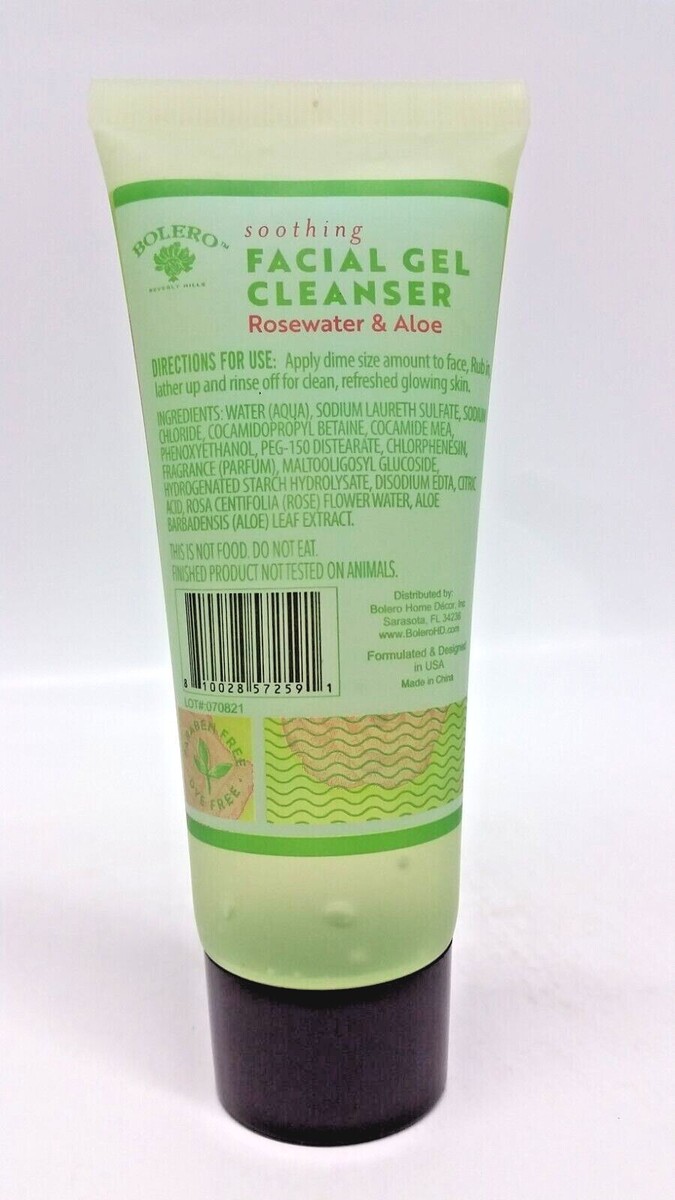 BOLERO™
BEVERLY HILLS
soothing
FACIAL GEL
CLEANSER
Rosewater & Aloe
DIRECTIONS FOR USE: Apply dime size amount to face, Rub in
lather up and rinse off for clean, refreshed glowing skin.
INGREDIENTS: WATER (AQUA), SODIUM LAURETH SULFATE, SODIUM
CHLORIDE, COCAMIDOPROPYL BETAINE, COCAMIDE MEA,
PHENOXYETHANOL, PEG-150 DISTEARATE, CHLORPHENESIN,
FRAGRANCE (PARFUM), MALTOOLIGOSYL GLUCOSIDE,
HYDROGENATED STARCH HYDROLYSATE, DISODIUM EDTA, CITRIC
ACID, ROSA CENTIFOLIA (ROSE) FLOWER WATER, ALOE
BARBADENSIS (ALOE) LEAF EXTRACT.
THIS IS NOT FOOD. DO NOT EAT.
FINISHED PRODUCT NOT TESTED ON ANIMALS.
Distributed by:
Bolero Home Décor, Inc
Sarasota, FL 34236
www.BoleroHD.com
Formulated & Designed
in USA
Made in China
8 10028 57259 1
LOT#:070821
PARABEN FREE
DYE FREE